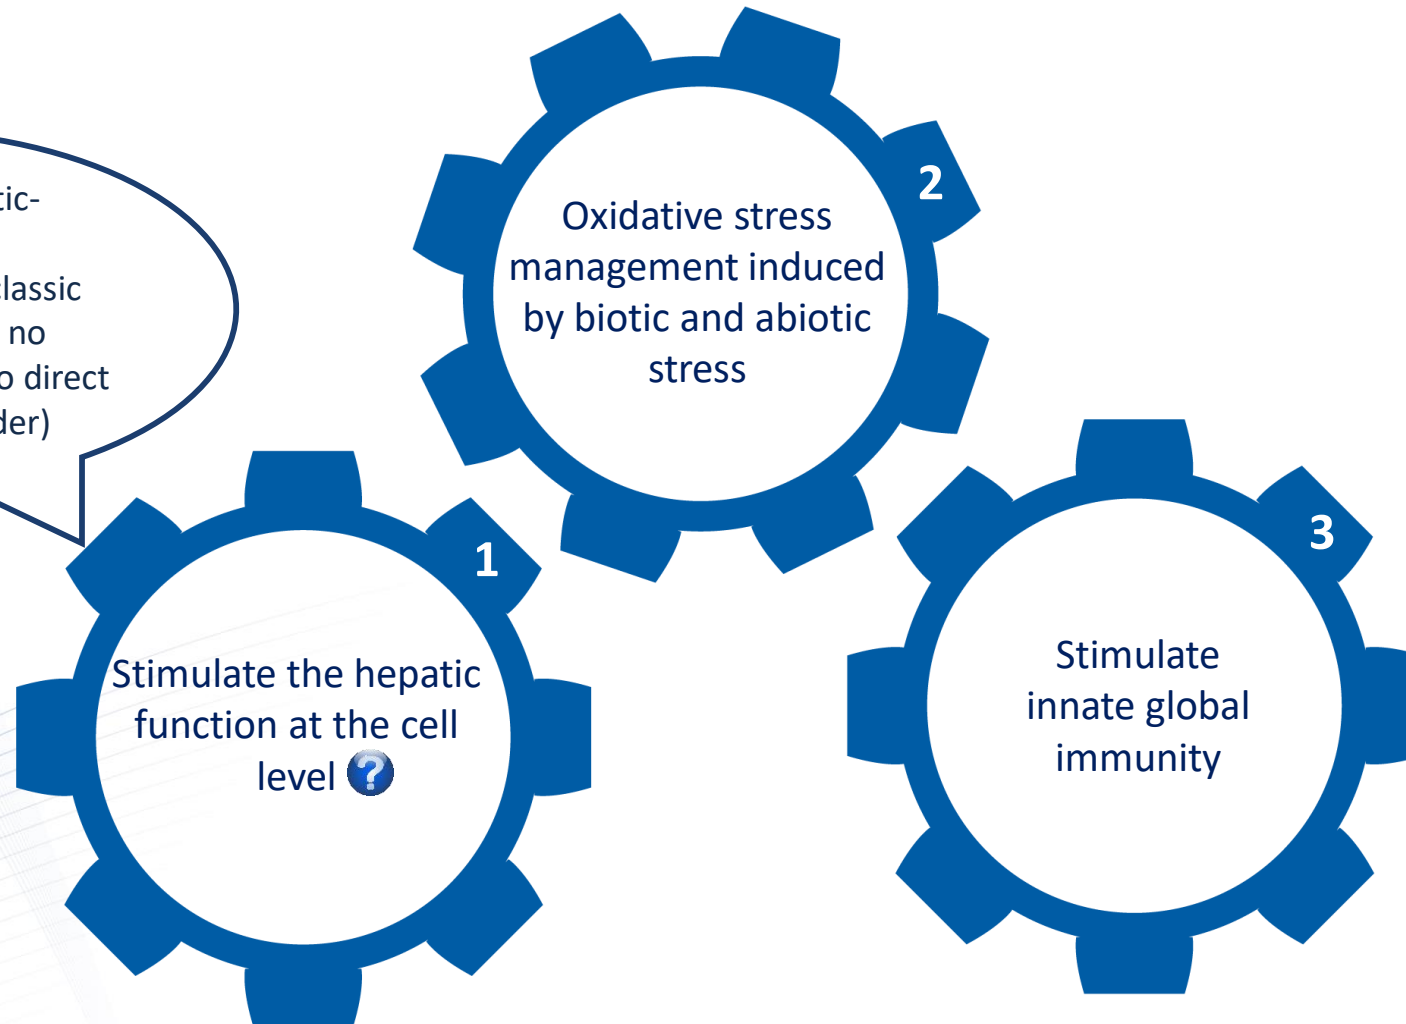 tic-
classic
no
o direct
der)
2
Oxidative stress
management induced
by biotic and abiotic
stress
1
Stimulate the hepatic
function at the cell
level ?
3
Stimulate
innate global
immunity